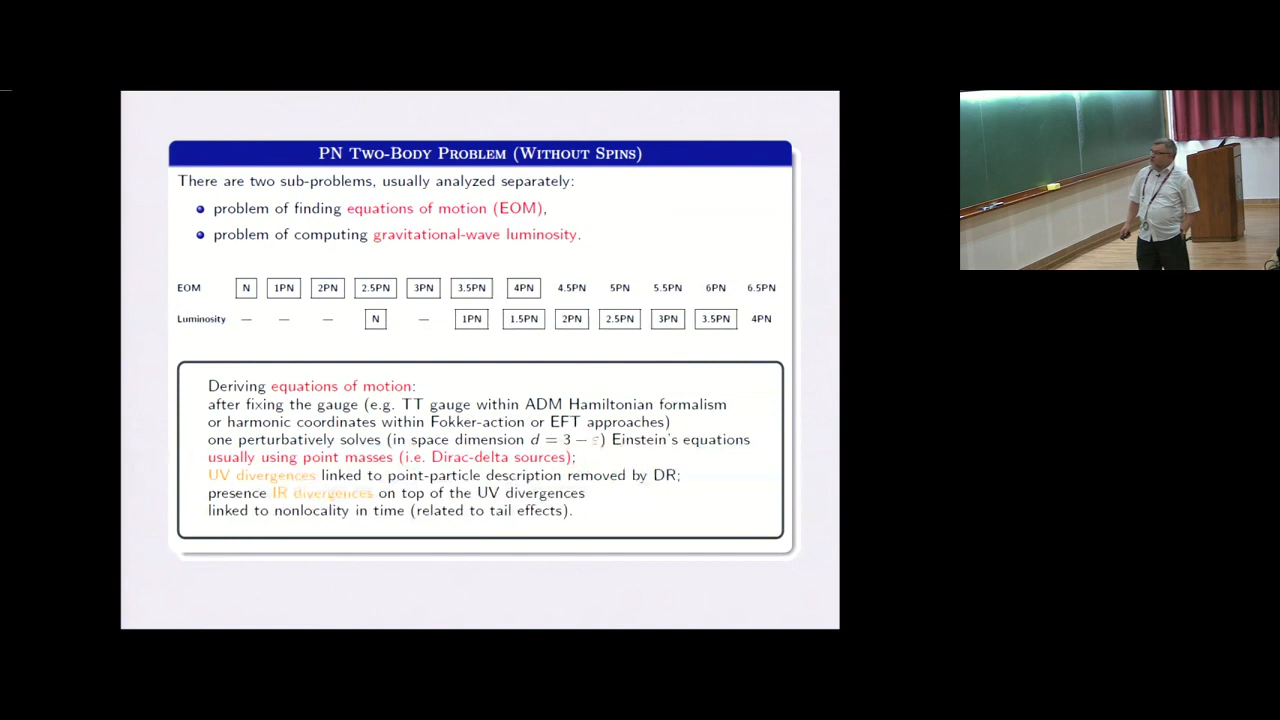 PN Two-Body Problem (Without Spins)
There are two sub-problems, usually analyzed separately:
problem of finding equations of motion (EOM),
problem of computing gravitational-wave luminosity.
EOM N 1PN 2PN 2.5PN 3PN 3.5PN 4PN 4.5PN 5PN 5.5PN 6PN 6.5PN
Luminosity — — — N — 1PN 1.5PN 2PN 2.5PN 3PN 3.5PN 4PN
Deriving equations of motion:
after fixing the gauge (e.g. TT gauge within ADM Hamiltonian formalism
or harmonic coordinates within Fokker-action or EFT approaches)
one perturbatively solves (in space dimension d = 3 − ε) Einstein's equations
usually using point masses (i.e. Dirac-delta sources);
UV divergences linked to point-particle description removed by DR;
presence IR divergences on top of the UV divergences
linked to nonlocality in time (related to tail effects).